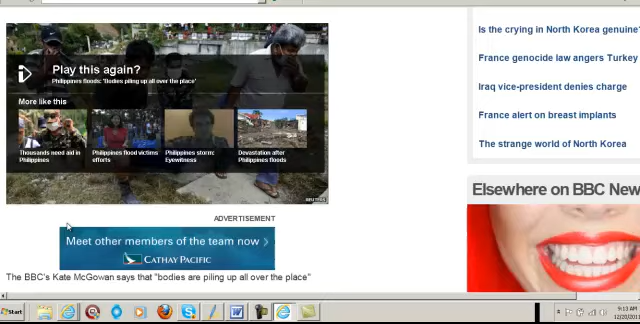 Play this again?
Philippines floods: 'Bodies piling up all over the place'
More like this
Thousands need aid in Philippines
Philippines flood victims efforts
Philippines storm: Eyewitness
Devastation after Philippines floods
REUTERS
ADVERTISEMENT
Meet other members of the team now
CATHAY PACIFIC
The BBC's Kate McGowan says that "bodies are piling up all over the place"
Is the crying in North Korea genuine?
France genocide law angers Turkey
Iraq vice-president denies charge
France alert on breast implants
The strange world of North Korea
Elsewhere on BBC New
Start
9:13 AM
12/20/2011